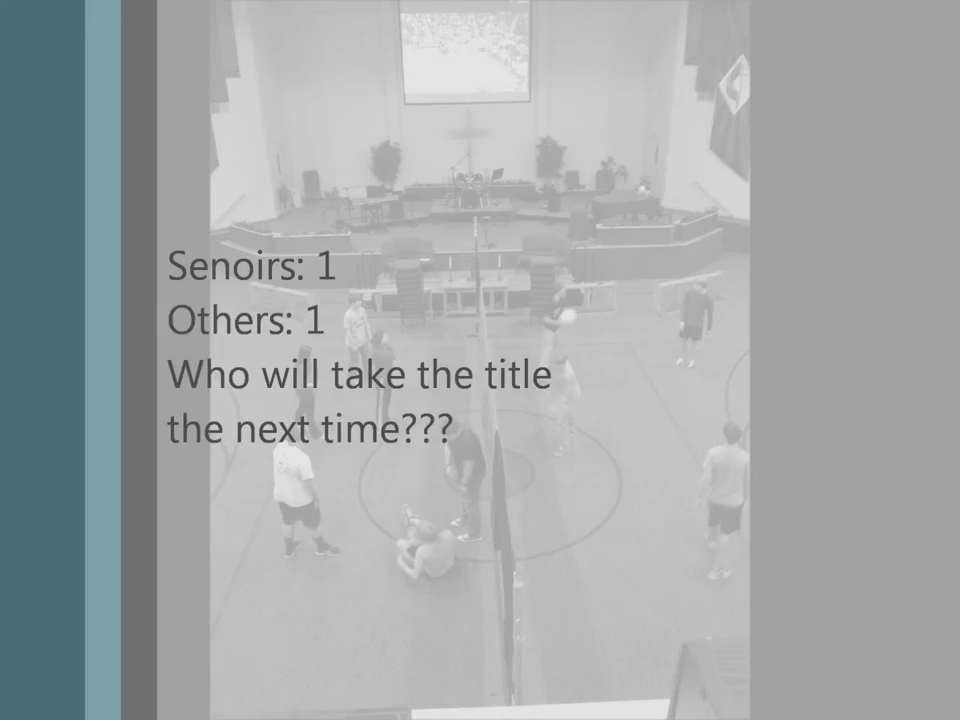 Senoirs: 1
Others: 1
Who will take the title
the next time???